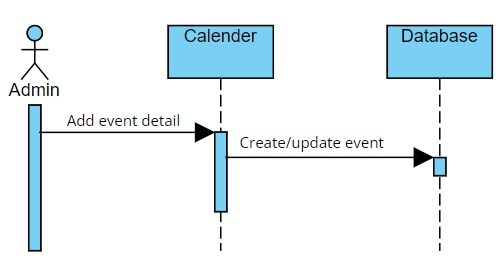 Calender
Database
Admin
Add event detail
Create/update event